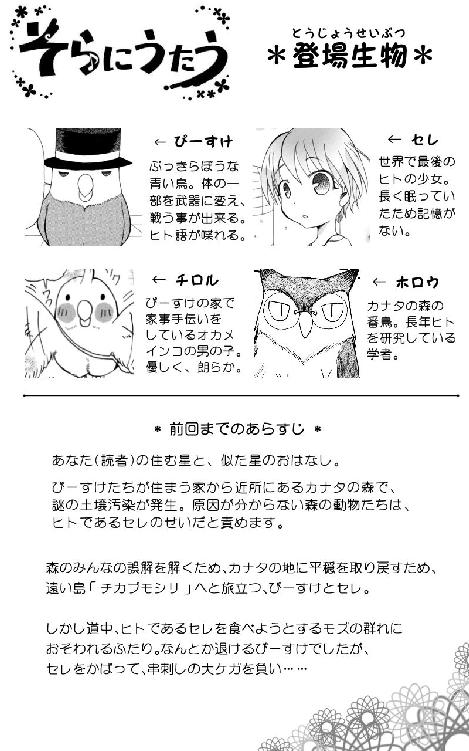 そらにうたう
とうじょうせいぶつ
＊登場生物＊
← ぴーすけ
ぶっきらぼうな
青い鳥。体の一
部を武器に変え、
戦う事が出来る。
ヒト語が喋れる。
← セレ
世界で最後の
ヒトの少女。
長く眠ってい
たため記憶が
ない。
← チロル
ぴーすけの家で
家事手伝いを
しているオカメ
インコの男の子。
優しく、朗らか。
← ホロウ
カナタの森の
番鳥。長年ヒト
を研究している
学者。
* 前回までのあらすじ *
あなた(読者)の住む星と、似た星のおはなし。
ぴーすけたちが住まう家から近所にあるカナタの森で、
謎の土壌汚染が発生。原因が分からない森の動物たちは、
ヒトであるセレのせいだと責めます。
森のみんなの誤解を解くため、カナタの地に平穏を取り戻すため、
遠い島「チカプモシリ」へと旅立つ、ぴーすけとセレ。
しかし道中、ヒトであるセレを食べようとするモズの群れに
おそわれるふたり。なんとか退けるぴーすけでしたが、
セレをかばって、串刺しの大ケガを負い……